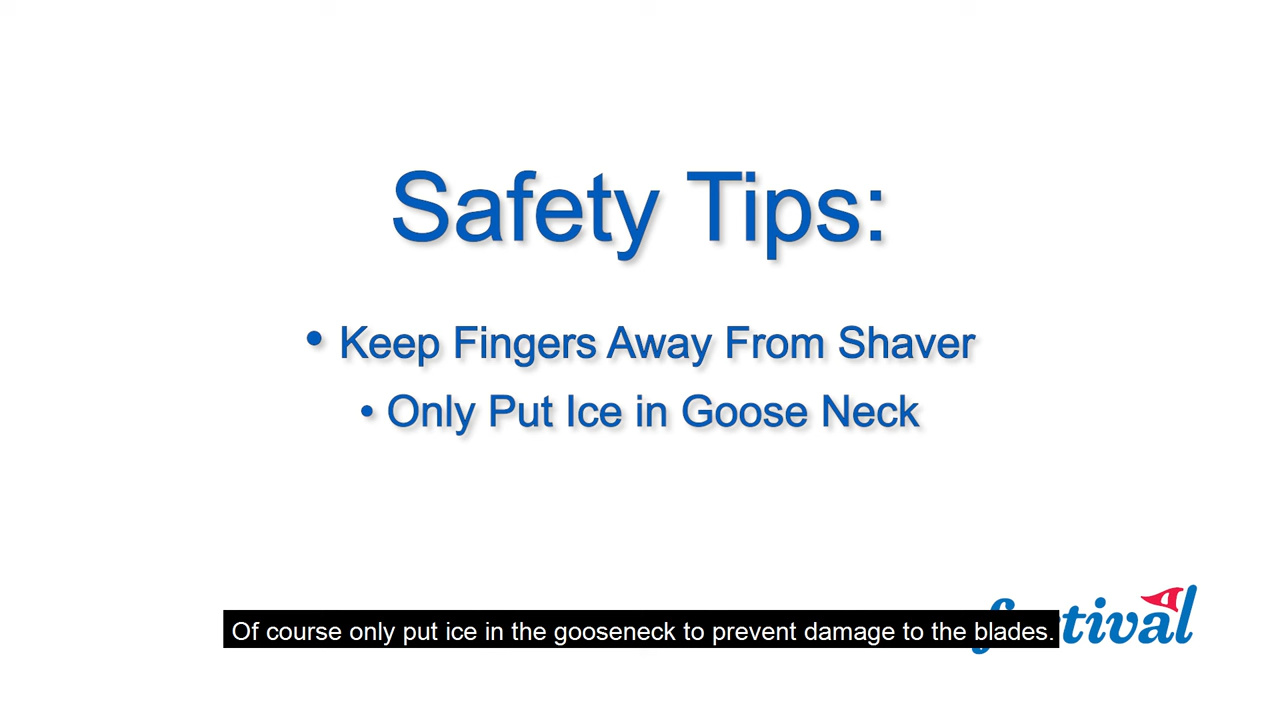 Safety Tips:
• Keep Fingers Away From Shaver
• Only Put Ice in Goose Neck
Of course only put ice in the gooseneck to prevent damage to the blades.